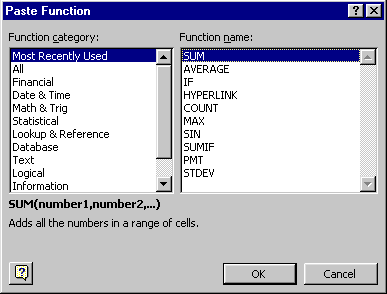 Paste Function
? X
Function category:
Most Recently Used
All
Financial
Date & Time
Math & Trig
Statistical
Lookup & Reference
Database
Text
Logical
Information
Function name:
SUM
AVERAGE
IF
HYPERLINK
COUNT
MAX
SIN
SUMIF
PMT
STDEV
SUM(number1,number2,...)
Adds all the numbers in a range of cells.
?
OK
Cancel